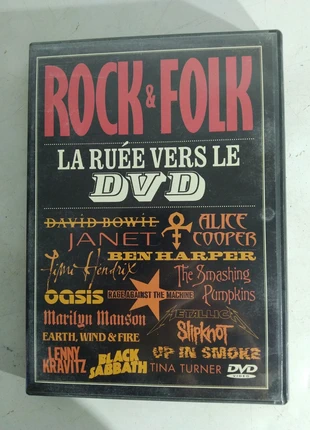 ROCK & FOLK
LA RUÉE VERS LE
DVD
DAVID BOWIE
ALICE COOPER
JANET
BEN HARPER
Jimi Hendrix
The Smashing Pumpkins
OASIS
RAGE AGAINST THE MACHINE
METALLICA
Marilyn Manson
SLIPKNOT
EARTH, WIND & FIRE
UP IN SMOKE
LENNY KRAVITZ
BLACK SABBATH
TINA TURNER
DVD
VIDEO